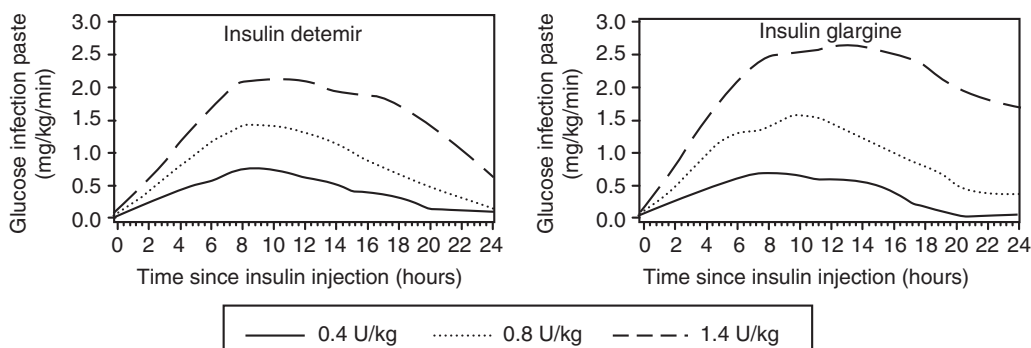 Insulin detemir
Glucose infection paste
(mg/kg/min)
3.0
2.5
2.0
1.5
1.0
0.5
0.0
0 2 4 6 8 10 12 14 16 18 20 22 24
Time since insulin injection (hours)
Insulin glargine
Glucose infection paste
(mg/kg/min)
3.0
2.5
2.0
1.5
1.0
0.5
0.0
0 2 4 6 8 10 12 14 16 18 20 22 24
Time since insulin injection (hours)
0.4 U/kg 0.8 U/kg 1.4 U/kg